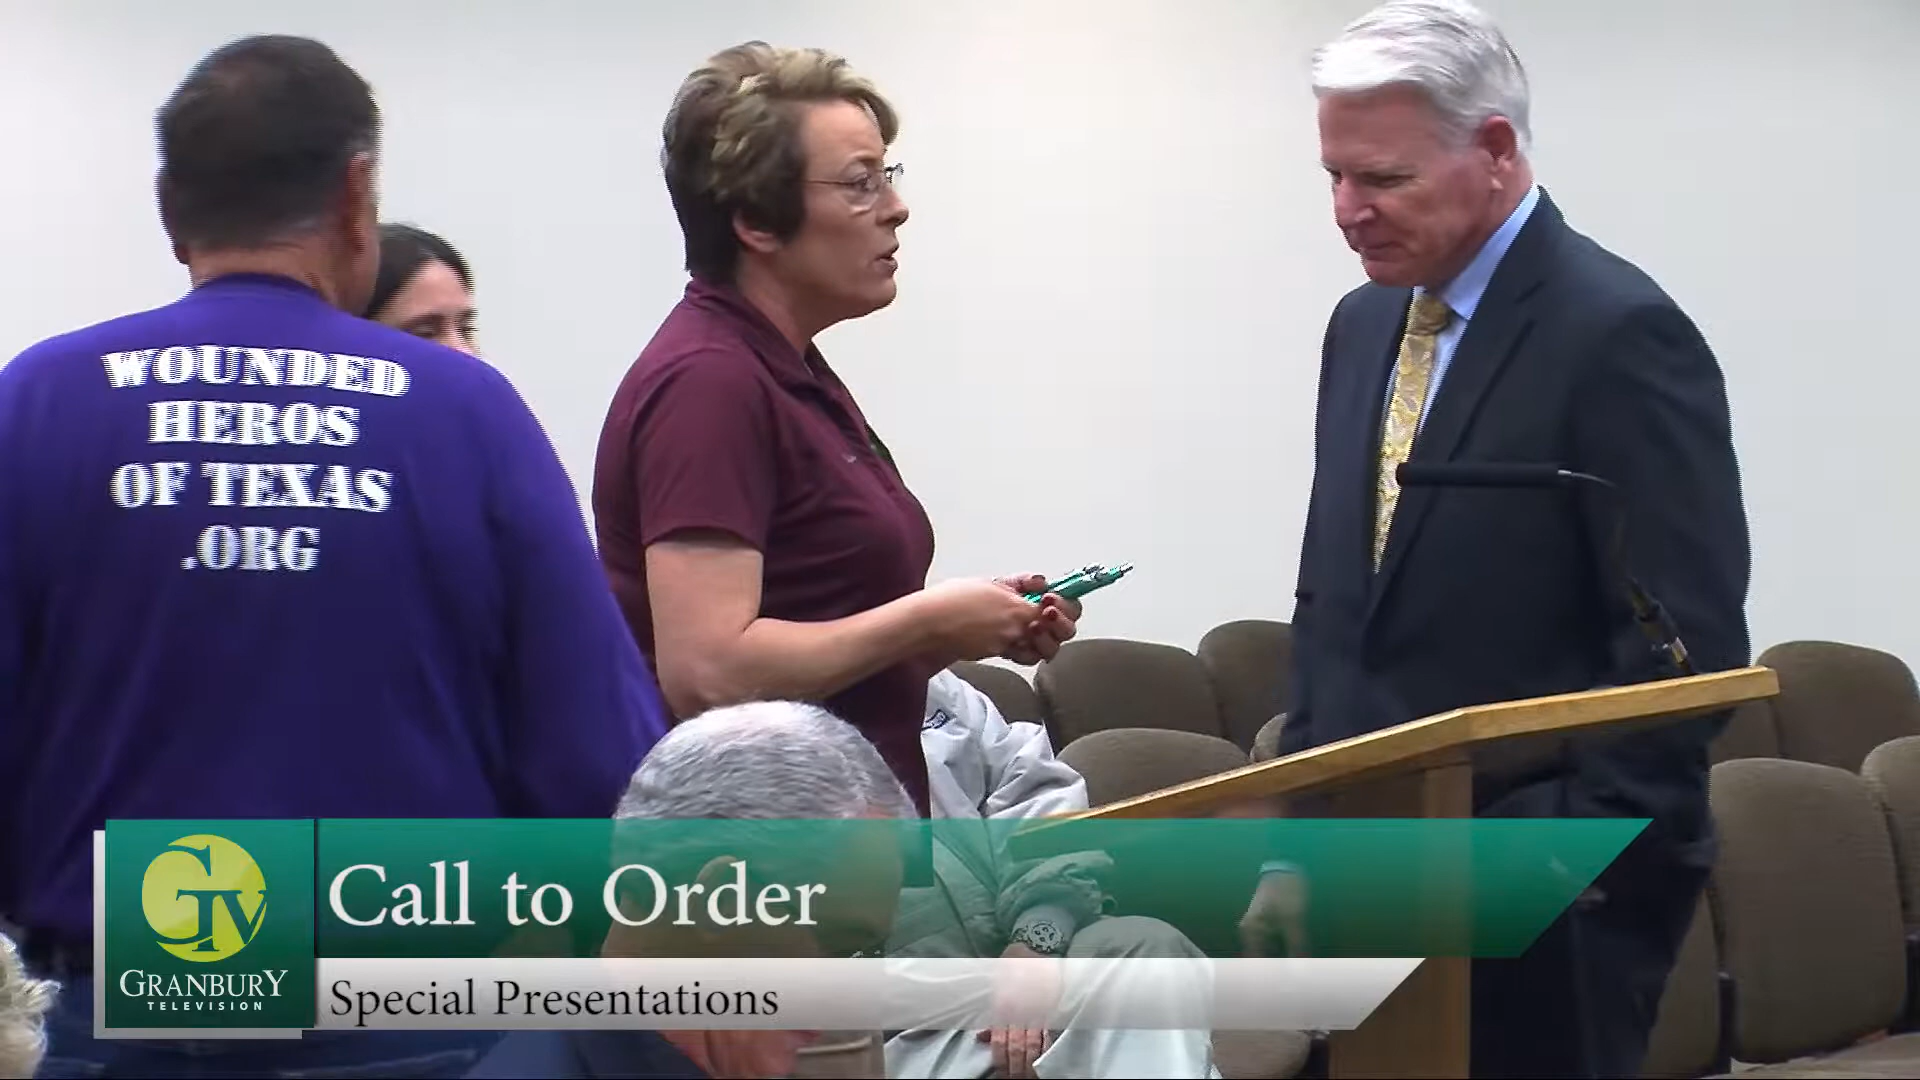 WOUNDED
HEROS
OF TEXAS
.ORG
GTV
GRANBURY
TELEVISION
Call to Order
Special Presentations